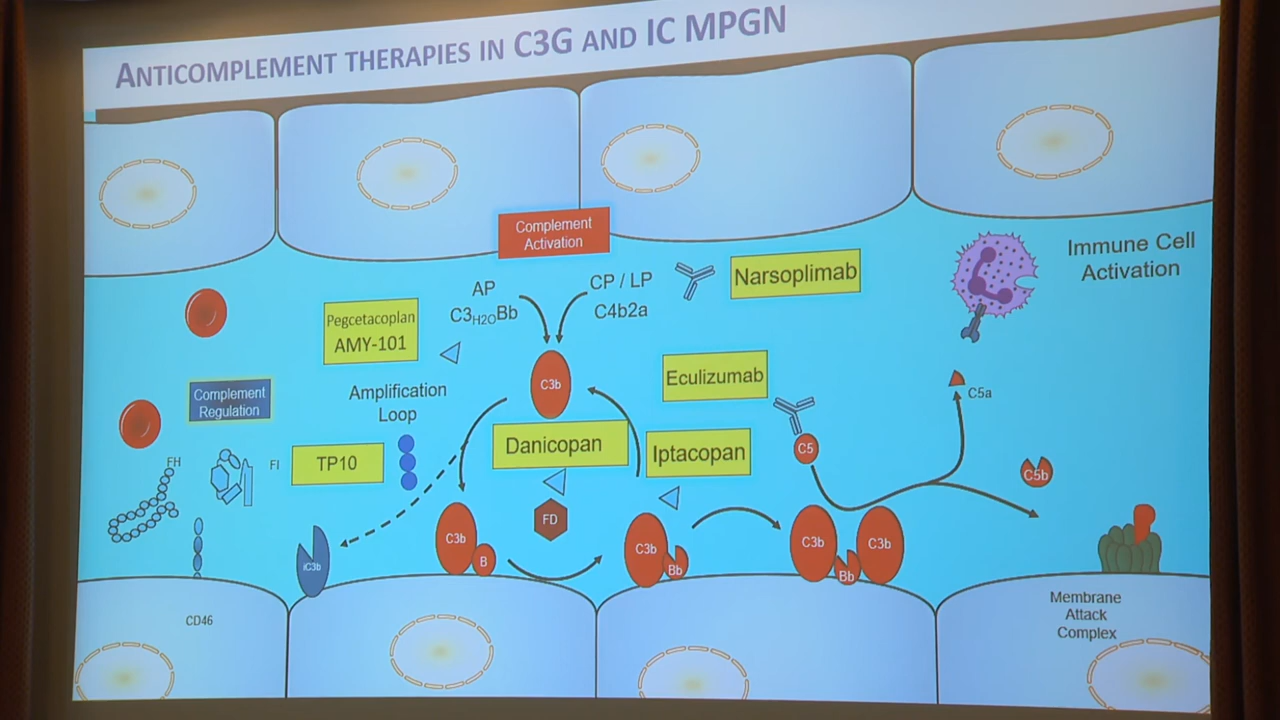 ANTICOMPLEMENT THERAPIES IN C3G AND IC MPGN
Complement
Activation
Immune Cell
Activation
AP
C3H2OBb
CP / LP
C4b2a
Narsoplimab
Pegcetacoplan
AMY-101
C3b
Eculizumab
C5a
Complement
Regulation
Amplification
Loop
Danicopan
Iptacopan
C5
TP10
FH
FI
C5b
FD
C3b
B
C3b
Bb
C3b
Bb
C3b
iC3b
CD46
Membrane
Attack
Complex